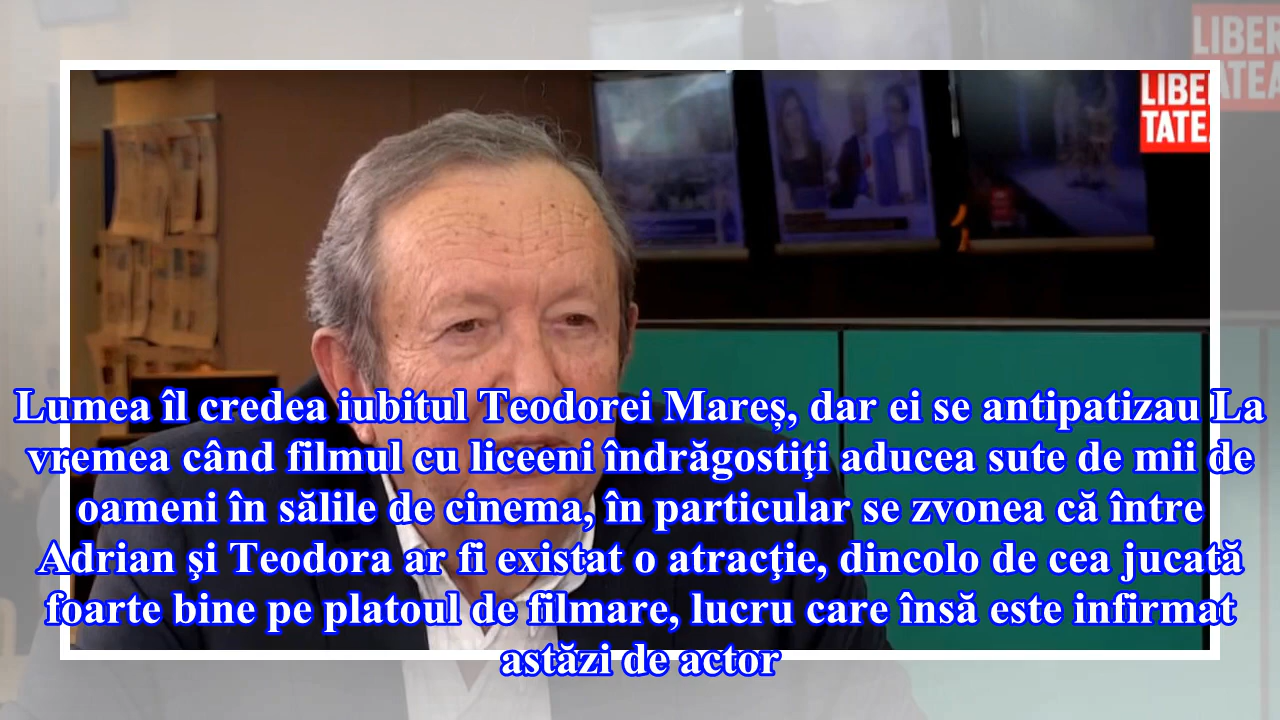 LIBER
TATEA
LIBE
TATE
Lumea îl credea iubitul Teodorei Mareș, dar ei se antipatizau La
vremea când filmul cu liceeni îndrăgostiţi aducea sute de mii de
oameni în sălile de cinema, în particular se zvonea că între
Adrian şi Teodora ar fi existat o atracţie, dincolo de cea jucată
foarte bine pe platoul de filmare, lucru care însă este infirmat
astăzi de actor